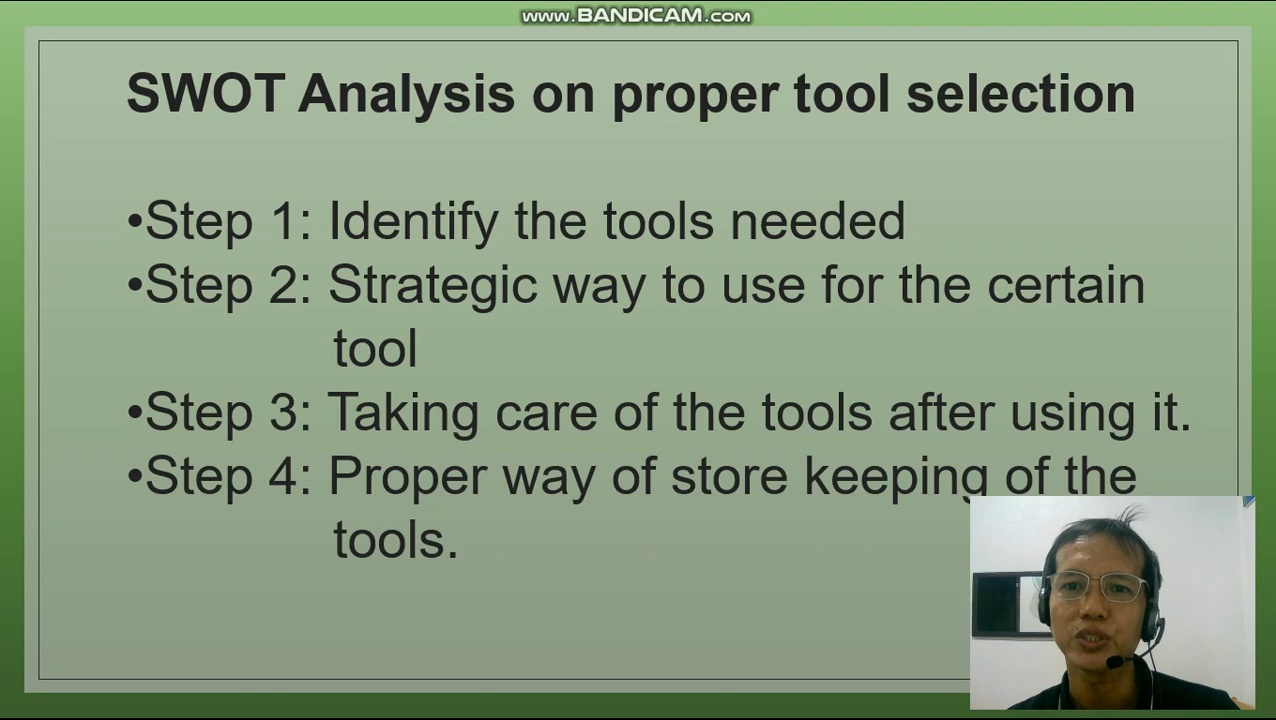 www.BANDICAM.com
SWOT Analysis on proper tool selection
•Step 1: Identify the tools needed
•Step 2: Strategic way to use for the certain
tool
•Step 3: Taking care of the tools after using it.
•Step 4: Proper way of store keeping of the
tools.